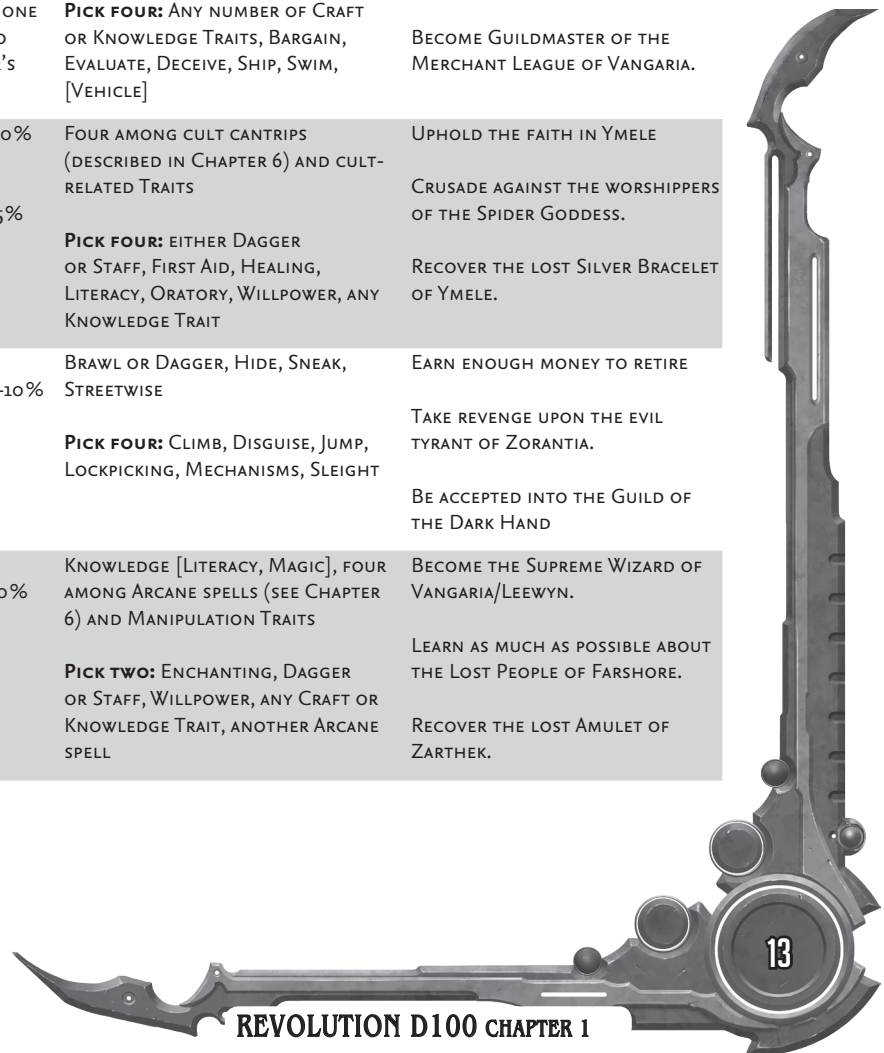 one
's
Pick four: Any number of Craft
or Knowledge Traits, Bargain,
Evaluate, Deceive, Ship, Swim,
[Vehicle]
Become Guildmaster of the
Merchant League of Vangaria.
0%
5%
Four among cult cantrips
(described in Chapter 6) and cult-
related Traits
Pick four: either Dagger
or Staff, First Aid, Healing,
Literacy, Oratory, Willpower, any
Knowledge Trait
Uphold the faith in Ymele
Crusade against the worshippers
of the Spider Goddess.
Recover the lost Silver Bracelet
of Ymele.
-10%
Brawl or Dagger, Hide, Sneak,
Streetwise
Pick four: Climb, Disguise, Jump,
Lockpicking, Mechanisms, Sleight
Earn enough money to retire
Take revenge upon the evil
tyrant of Zorantia.
Be accepted into the Guild of
the Dark Hand
0%
Knowledge [Literacy, Magic], four
among Arcane spells (see Chapter
6) and Manipulation Traits
Pick two: Enchanting, Dagger
or Staff, Willpower, any Craft or
Knowledge Trait, another Arcane
spell
Become the Supreme Wizard of
Vangaria/Leewyn.
Learn as much as possible about
the Lost People of Farshore.
Recover the lost Amulet of
Zarthek.
13
REVOLUTION D100 CHAPTER 1